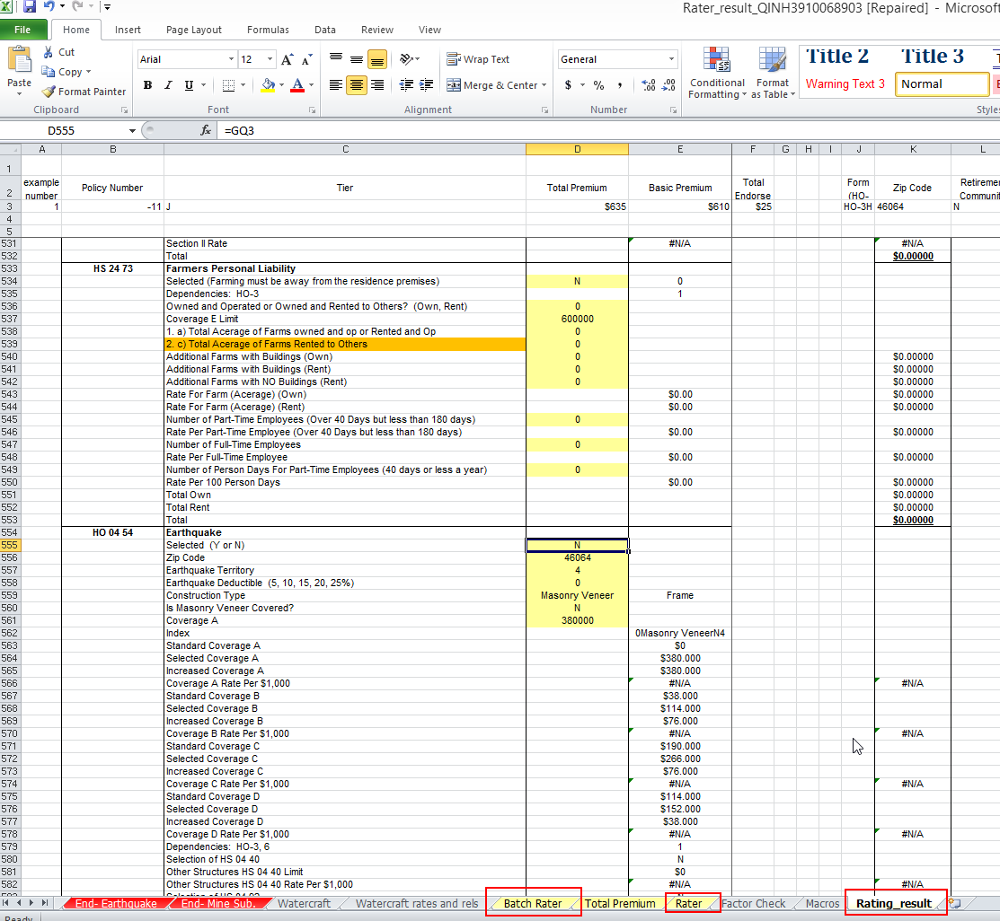 Rater_result_QINH3910068903 [Repaired] - Microsoft
File Home Insert Page Layout Formulas Data Review View
Cut
Copy
Format Painter
Paste
Clipboard
Arial 12 A A
B I U A
Font
Wrap Text
Merge & Center
Alignment
General
$ % , .00 .0
Number
Conditional Formatting
Format as Table
Title 2 Title 3
Warning Text 3 Normal
Styles
D555 fx =GQ3
A B C D E F G H I J K L
1
2 example number Policy Number Tier Total Premium Basic Premium Total Endorse Form (HO- Zip Code Retiremen Communit
3 1 -11 J $635 $610 $25 HO-3H 46064 N
4
5
531 Section II Rate #N/A #N/A
532 Total $0.00000
533 HS 24 73 Farmers Personal Liability
534 Selected (Farming must be away from the residence premises) N 0
535 Dependencies: HO-3 1
536 Owned and Operated or Owned and Rented to Others? (Own, Rent) 0
537 Coverage E Limit 600000
538 1. a) Total Acerage of Farms owned and op or Rented and Op 0
539 2. c) Total Acerage of Farms Rented to Others 0
540 Additional Farms with Buildings (Own) 0 $0.00000
541 Additional Farms with Buildings (Rent) 0 $0.00000
542 Additional Farms with NO Buildings (Rent) 0 $0.00000
543 Rate For Farm (Acerage) (Own) $0.00 $0.00000
544 Rate For Farm (Acerage) (Rent) $0.00 $0.00000
545 Number of Part-Time Employees (Over 40 Days but less than 180 days) 0
546 Rate Per Part-Time Employee (Over 40 Days but less than 180 days) $0.00 $0.00000
547 Number of Full-Time Employees 0
548 Rate Per Full-Time Employee $0.00 $0.00000
549 Number of Person Days For Part-Time Employees (40 days or less a year) 0
550 Rate Per 100 Person Days $0.00 $0.00000
551 Total Own $0.00000
552 Total Rent $0.00000
553 Total $0.00000
554 HO 04 54 Earthquake
555 Selected (Y or N) N
556 Zip Code 46064
557 Earthquake Territory 4
558 Earthquake Deductible (5, 10, 15, 20, 25%) 0
559 Construction Type Masonry Veneer Frame
560 Is Masonry Veneer Covered? N
561 Coverage A 380000
562 Index 0Masonry VeneerN4
563 Standard Coverage A $0
564 Selected Coverage A $380.000
565 Increased Coverage A $380.000
566 Coverage A Rate Per $1,000 #N/A #N/A
567 Standard Coverage B $38.000
568 Selected Coverage B $114.000
569 Increased Coverage B $76.000
570 Coverage B Rate Per $1,000 #N/A #N/A
571 Standard Coverage C $190.000
572 Selected Coverage C $266.000
573 Increased Coverage C $76.000
574 Coverage C Rate Per $1,000 #N/A #N/A
575 Standard Coverage D $114.000
576 Selected Coverage D $152.000
577 Increased Coverage D $38.000
578 Coverage D Rate Per $1,000 #N/A #N/A
579 Dependencies: HO-3, 6 1
580 Selection of HS 04 40 N
581 Other Structures HS 04 40 Limit $0
582 Other Structures HS 04 40 Rate Per $1,000 #N/A #N/A
End- Earthquake End- Mine Sub. Watercraft Watercraft rates and rels Batch Rater Total Premium Rater Factor Check Macros Rating_result
Ready